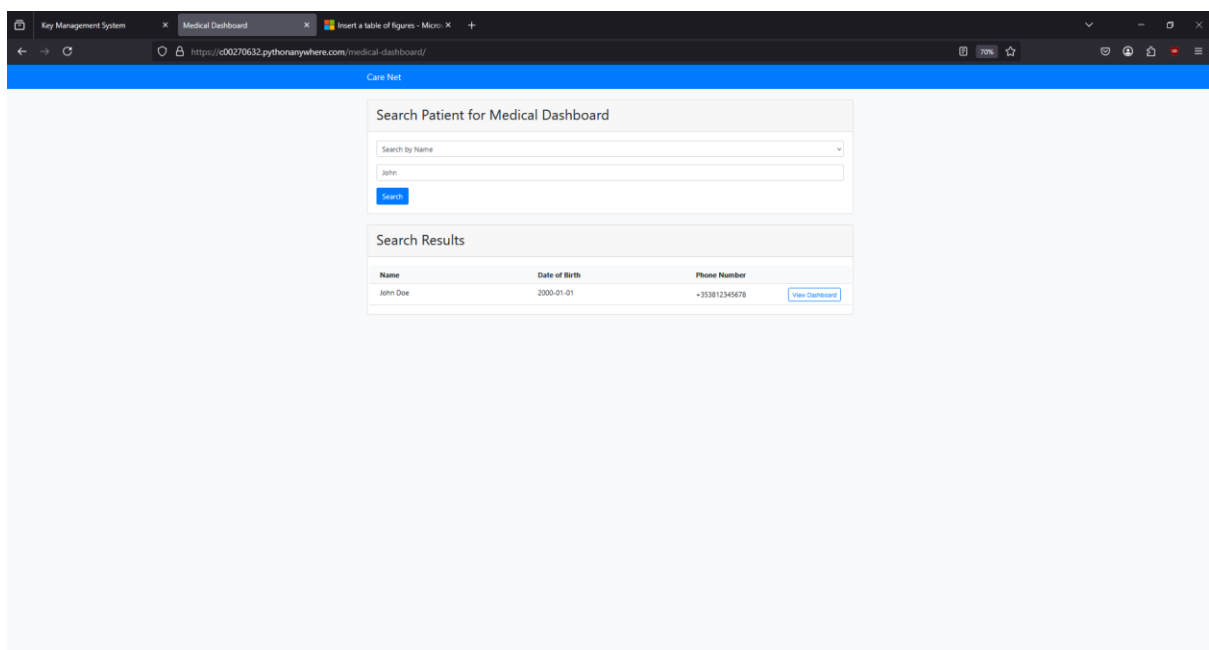 Key Management System
Medical Dashboard
Insert a table of figures - Micro
https://c00270632.pythonanywhere.com/medical-dashboard/
70%
Care Net
Search Patient for Medical Dashboard
Search by Name
John
Search
Search Results
Name Date of Birth Phone Number
John Doe 2000-01-01 +353812345678 View Dashboard